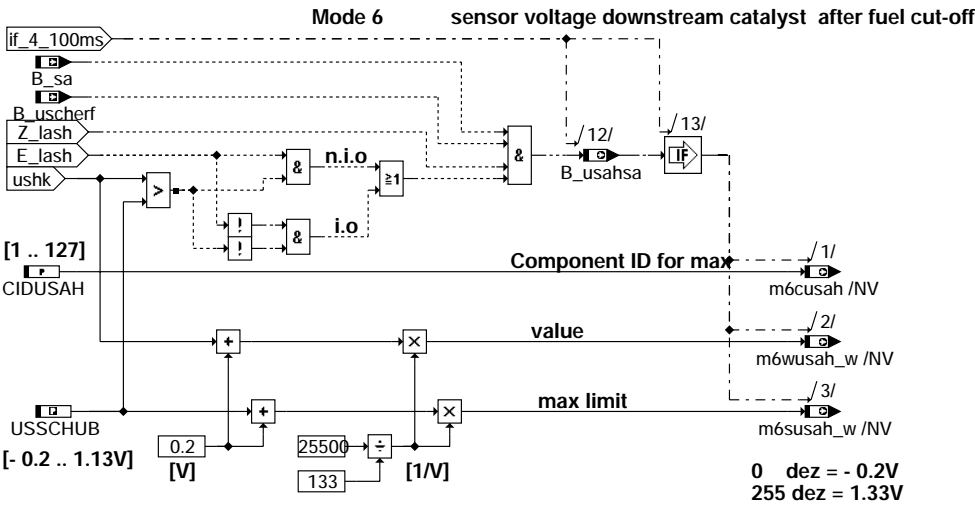 Mode 6 sensor voltage downstream catalyst after fuel cut-off
if_4_100ms
B_sa
B_uscherf
Z_lash
E_lash
ushk
>
!
!
&
n.i.o
&
i.o
≥1
&
12/
B_usahsa
13/
IF
[1 .. 127]
P
CIDUSAH
Component ID for max
1/
m6cusah /NV
+
×
value
2/
m6wusah_w /NV
P
USSCHUB
[- 0.2 .. 1.13V]
+
×
max limit
3/
m6susah_w /NV
0.2
[V]
25500
÷
133
[1/V]
0 dez = - 0.2V
255 dez = 1.33V